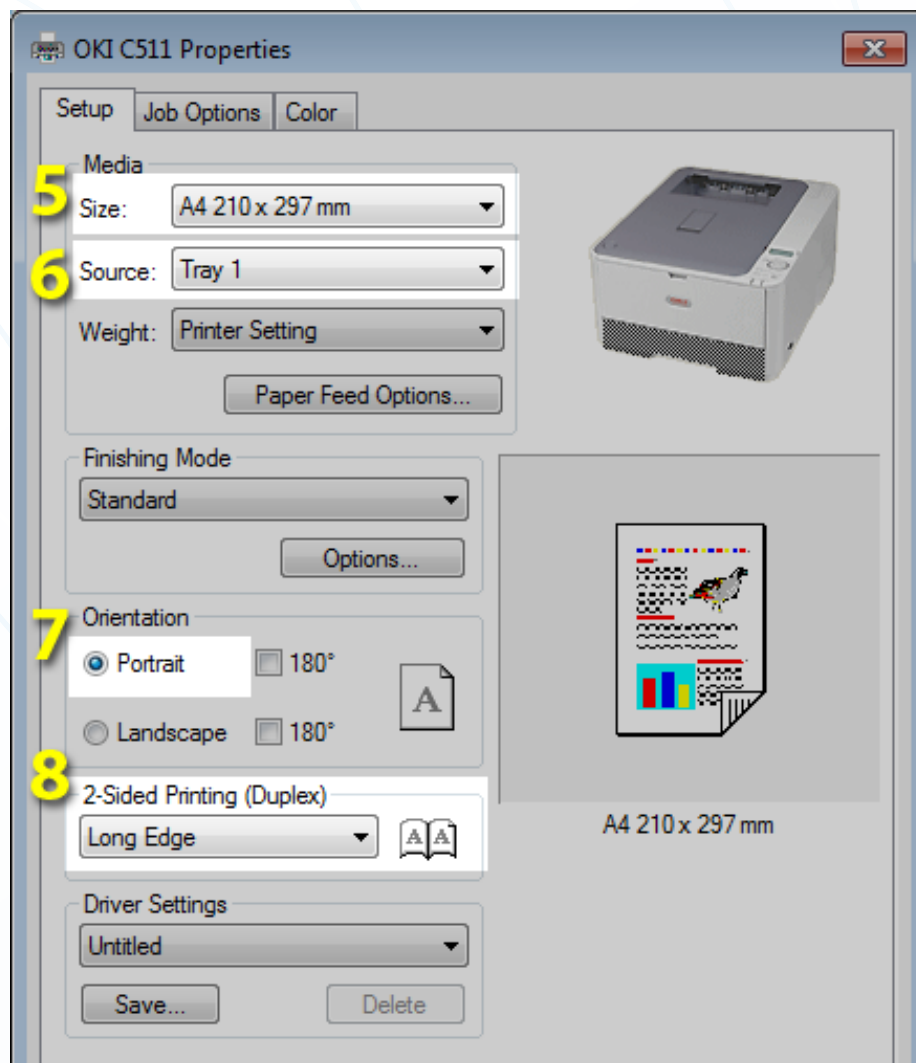 OKI C511 Properties
Setup Job Options Color
Media
5 Size: A4 210 x 297 mm
6 Source: Tray 1
Weight: Printer Setting
Paper Feed Options...
Finishing Mode
Standard
Options...
7 Orientation
Portrait 180°
A
Landscape 180°
8 2-Sided Printing (Duplex)
Long Edge A A
A4 210 x 297 mm
Driver Settings
Untitled
Save... Delete